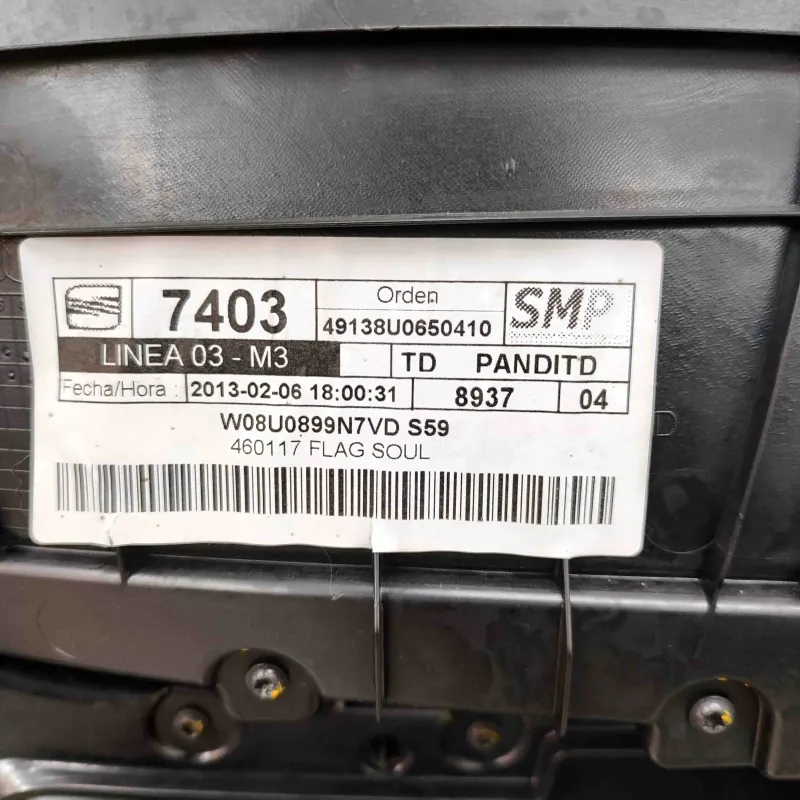 7403
Orden
49138U0650410
SMP
LINEA 03 - M3
TD PANDITD
Fecha/Hora : 2013-02-06 18:00:31 8937 04
W08U0899N7VD S59
460117 FLAG SOUL